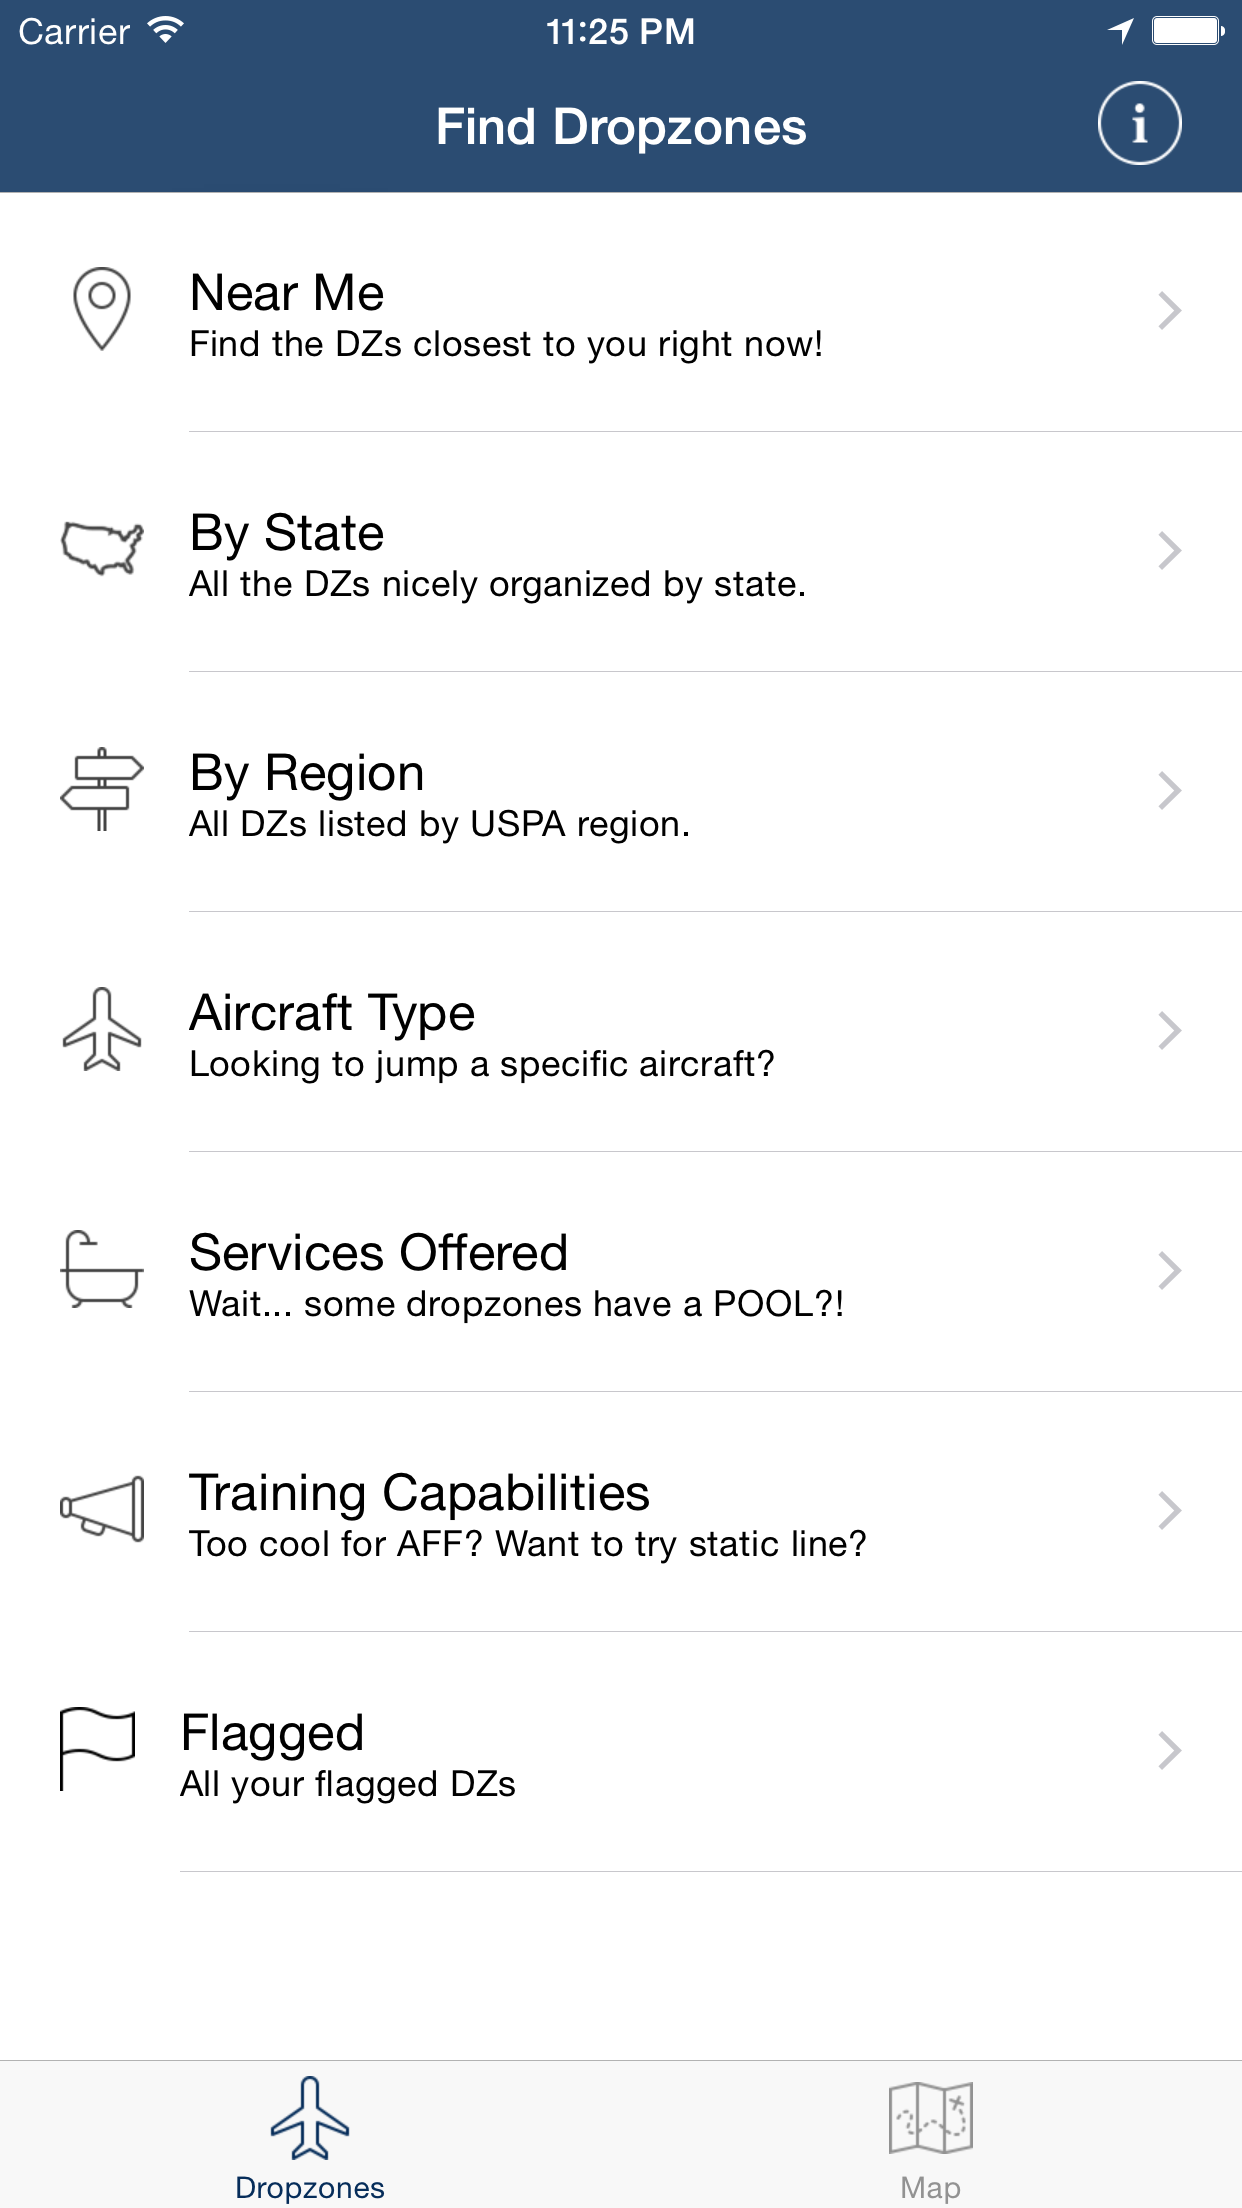 Carrier 11:25 PM
Find Dropzones
Near Me
Find the DZs closest to you right now!
By State
All the DZs nicely organized by state.
By Region
All DZs listed by USPA region.
Aircraft Type
Looking to jump a specific aircraft?
Services Offered
Wait... some dropzones have a POOL?!
Training Capabilities
Too cool for AFF? Want to try static line?
Flagged
All your flagged DZs
Dropzones Map